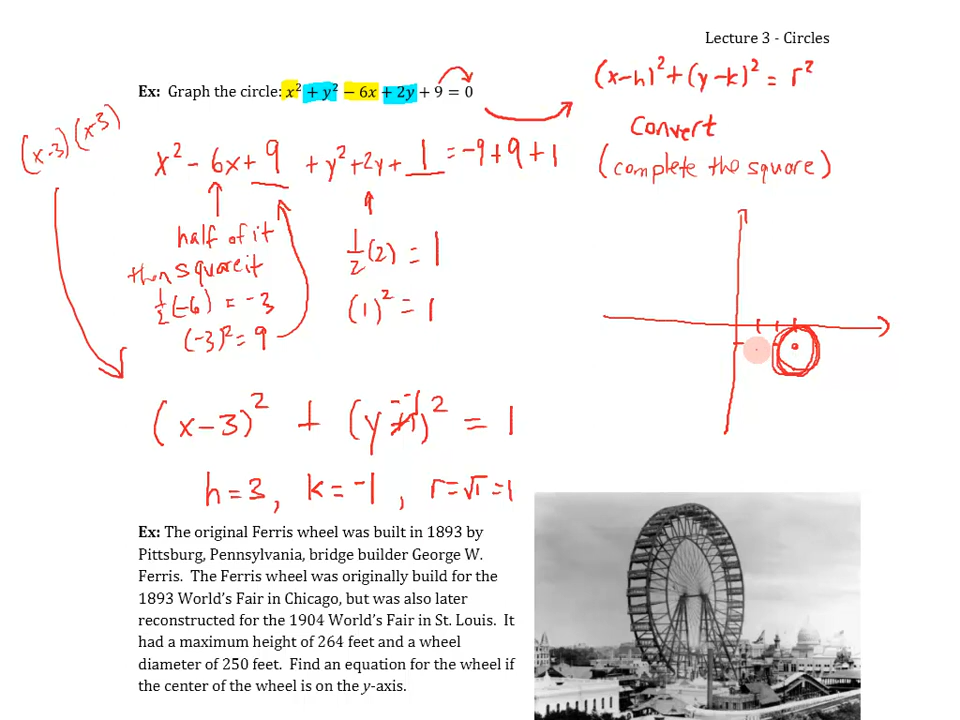 Lecture 3 - Circles
Ex: Graph the circle: x² + y² − 6x + 2y + 9 = 0
(x-h)² + (y-k)² = r²
convert
(complete the square)
(x-3)(x-3)
x² - 6x + 9 + y² + 2y + 1 = -9 + 9 + 1
half of it
then square it
½(-6) = -3
(-3)² = 9
½(2) = 1
(1)² = 1
(x-3)² + (y - -1)² = 1
h = 3, k = -1, r = √1 = 1
Ex: The original Ferris wheel was built in 1893 by
Pittsburg, Pennsylvania, bridge builder George W.
Ferris. The Ferris wheel was originally build for the
1893 World's Fair in Chicago, but was also later
reconstructed for the 1904 World's Fair in St. Louis. It
had a maximum height of 264 feet and a wheel
diameter of 250 feet. Find an equation for the wheel if
the center of the wheel is on the y-axis.